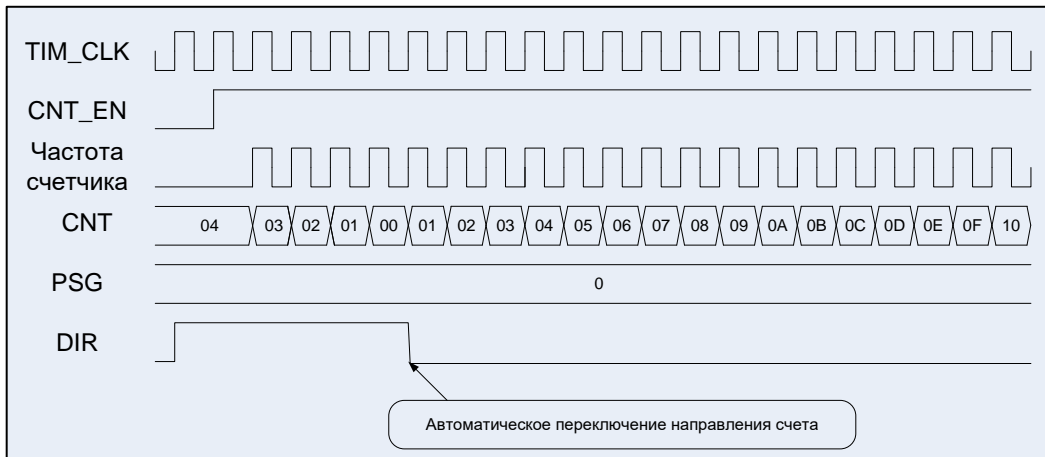 TIM_CLK
CNT_EN
Частота
счетчика
CNT
04 03 02 01 00 01 02 03 04 05 06 07 08 09 0A 0B 0C 0D 0E 0F 10
PSG
0
DIR
Автоматическое переключение направления счета